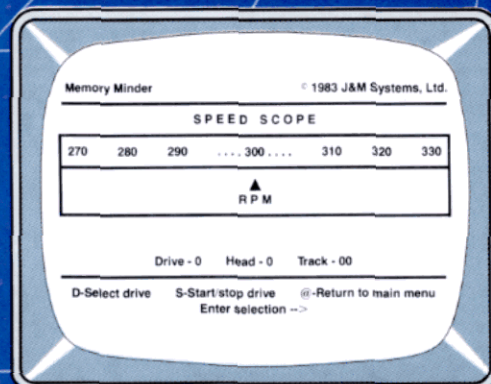 Memory Minder © 1983 J&M Systems, Ltd.
SPEED SCOPE
270 280 290 ....300.... 310 320 330
▲
RPM
Drive - 0 Head - 0 Track - 00
D-Select drive S-Start/stop drive @-Return to main menu
Enter selection -->